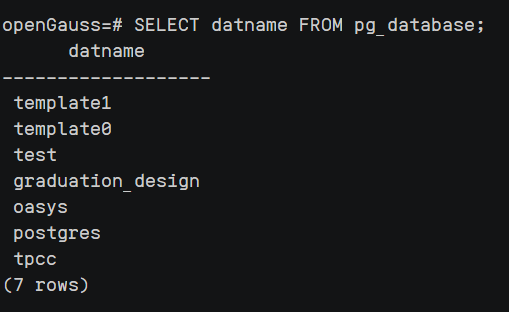 openGauss=# SELECT datname FROM pg_database;
datname
-------------------
template1
template0
test
graduation_design
oasys
postgres
tpcc
(7 rows)